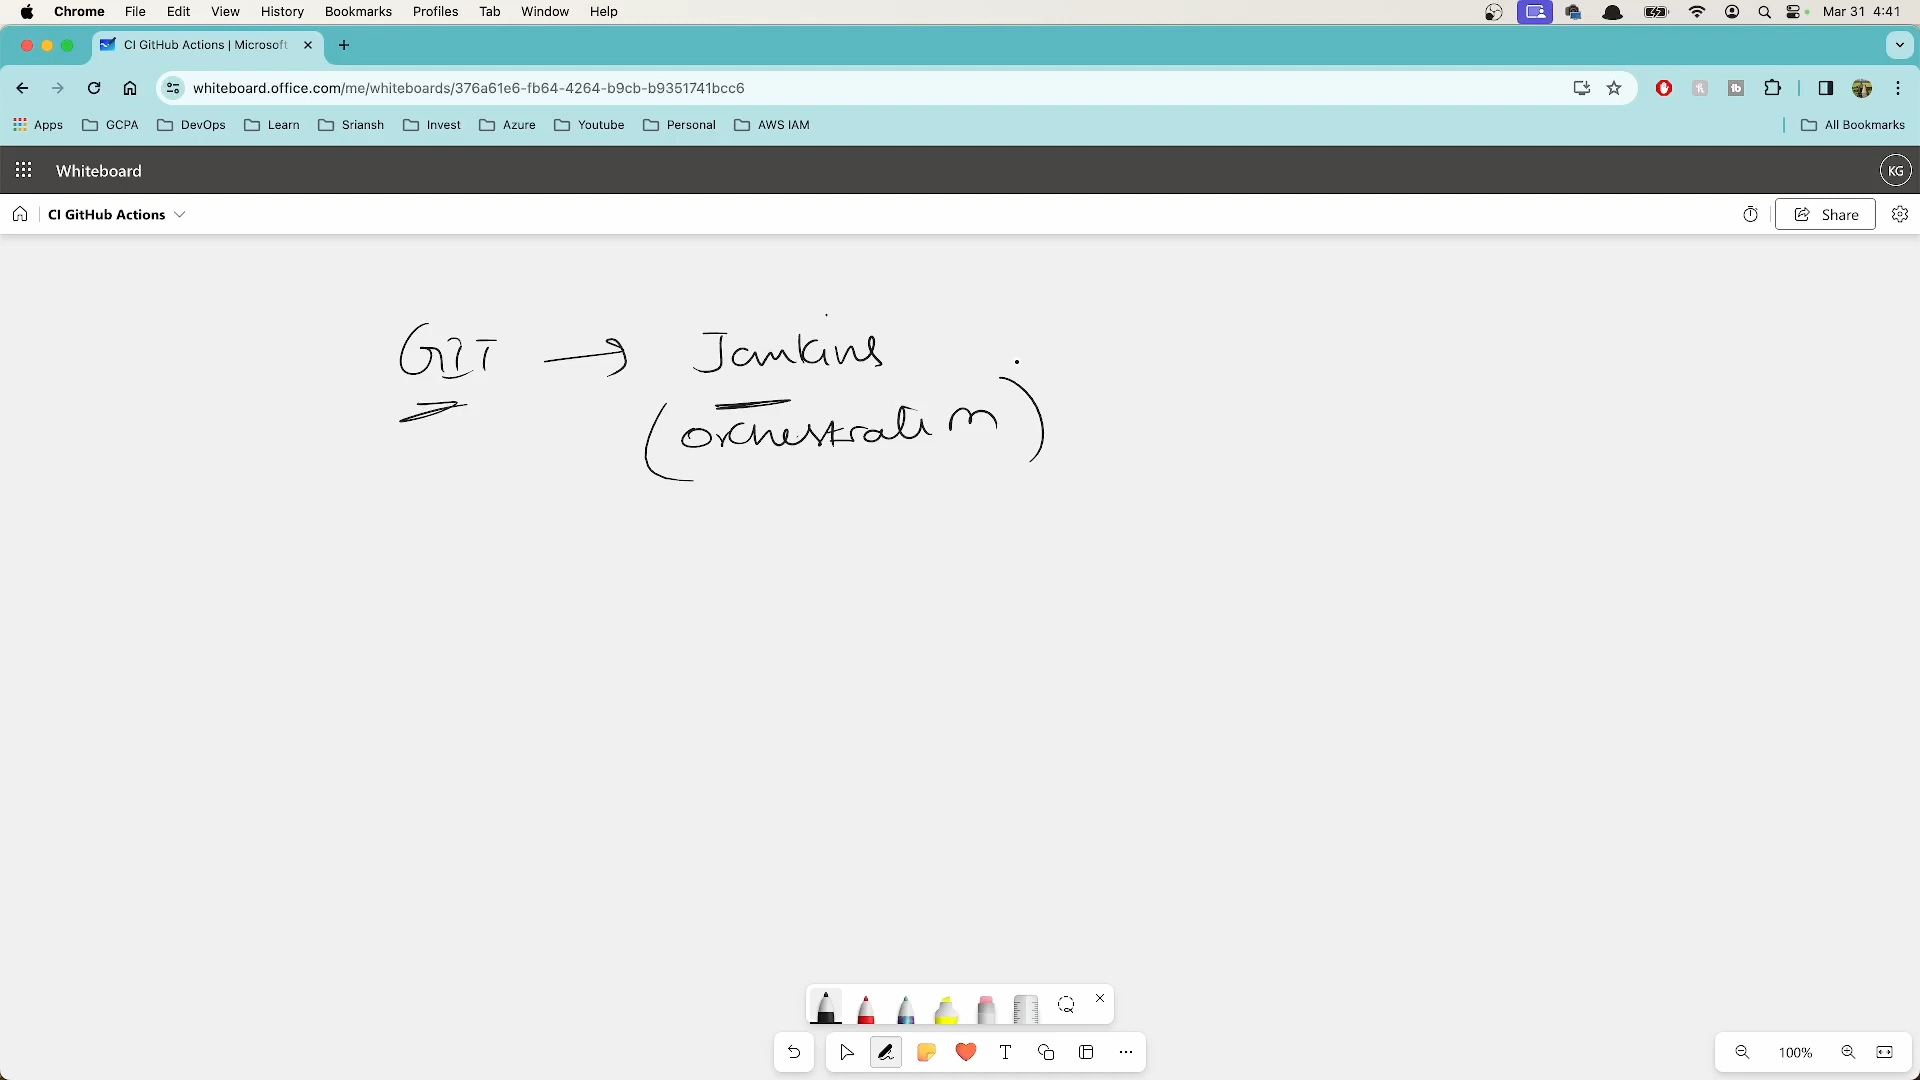 Chrome File Edit View History Bookmarks Profiles Tab Window Help Mar 31 4:41
CI GitHub Actions | Microsoft
whiteboard.office.com/me/whiteboards/376a61e6-fb64-4264-b9cb-b9351741bcc6
Apps GCPA DevOps Learn Sriansh Invest Azure Youtube Personal AWS IAM All Bookmarks
Whiteboard KG
CI GitHub Actions Share
GIT → Jankins
(orchestration)
100%